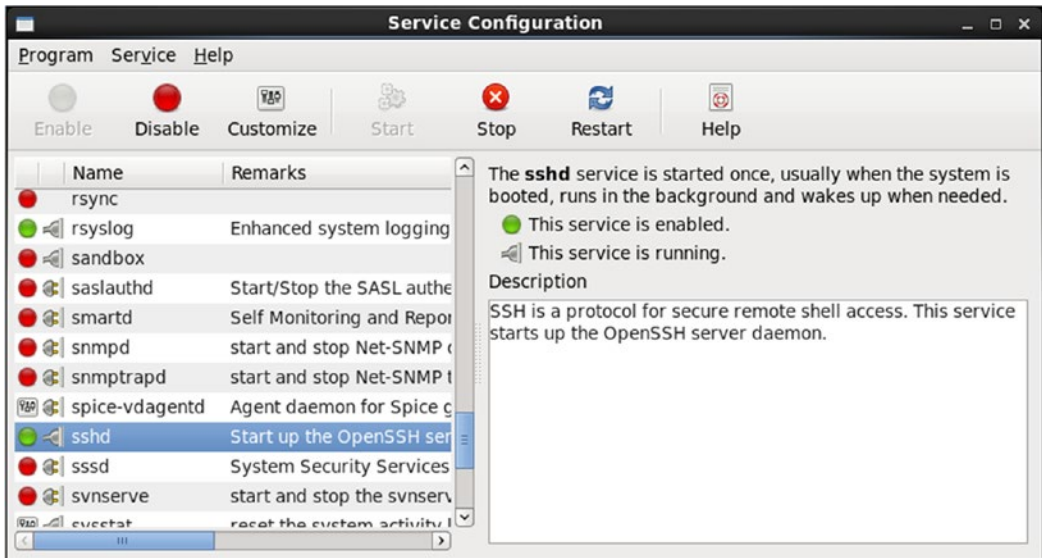 Service Configuration
Program Service Help
Enable Disable Customize Start Stop Restart Help
Name Remarks
rsync
rsyslog Enhanced system logging
sandbox
saslauthd Start/Stop the SASL authe
smartd Self Monitoring and Repor
snmpd start and stop Net-SNMP
snmptrapd start and stop Net-SNMP t
spice-vdagentd Agent daemon for Spice g
sshd Start up the OpenSSH ser
sssd System Security Services
svnserve start and stop the svnserv
sysstat reset the system activity
The sshd service is started once, usually when the system is
booted, runs in the background and wakes up when needed.
This service is enabled.
This service is running.
Description
SSH is a protocol for secure remote shell access. This service
starts up the OpenSSH server daemon.